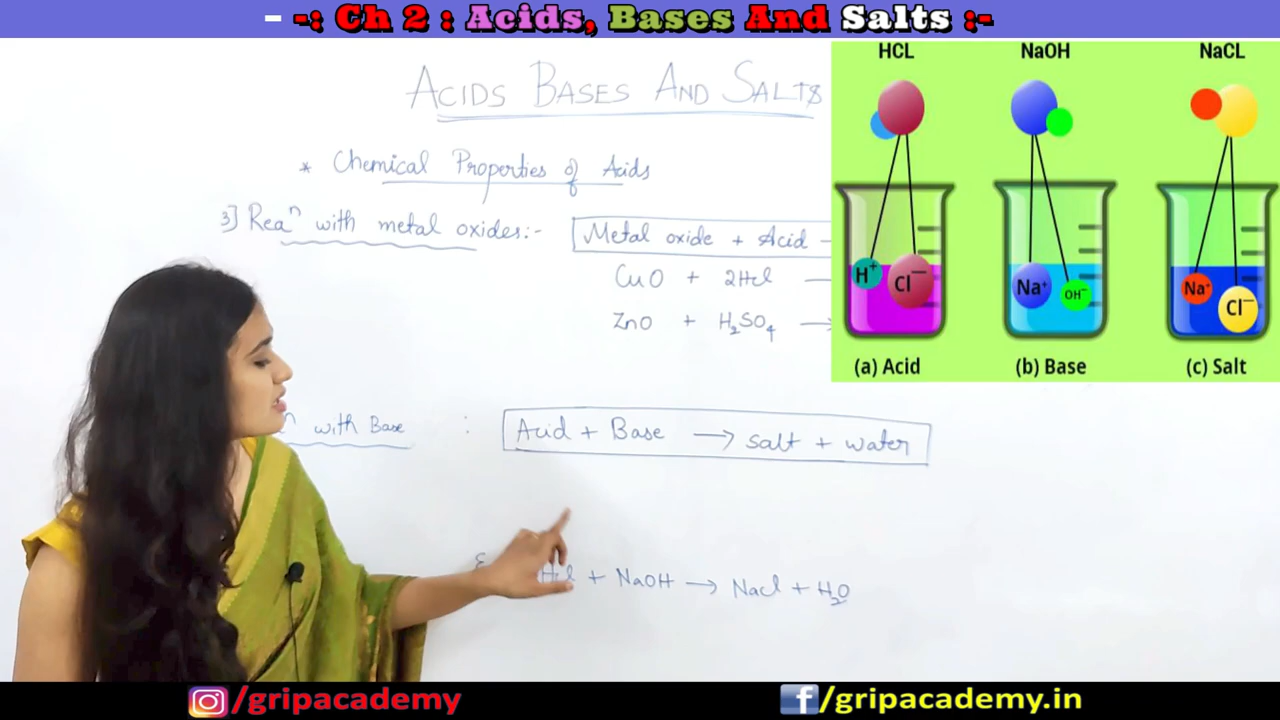 - -: Ch 2 : Acids, Bases And Salts :-
ACIDS BASES AND SALTS
* Chemical Properties of Acids
3] Reaⁿ with metal oxides:- Metal oxide + Acid
CuO + 2Hcl —
ZnO + H₂SO₄ →
HCL NaOH NaCL
H⁺ Cl⁻ Na⁺ OH⁻ Na⁺ Cl⁻
(a) Acid (b) Base (c) Salt
with Base : Acid + Base → salt + water
Hcl + NaOH → Nacl + H₂O
/gripacademy f/gripacademy.in